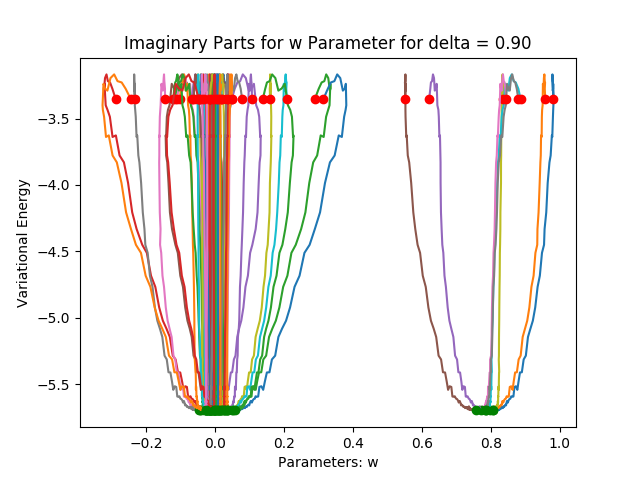 Imaginary Parts for w Parameter for delta = 0.90
Variational Energy
−3.5
−4.0
−4.5
−5.0
−5.5
−0.2 0.0 0.2 0.4 0.6 0.8 1.0
Parameters: w